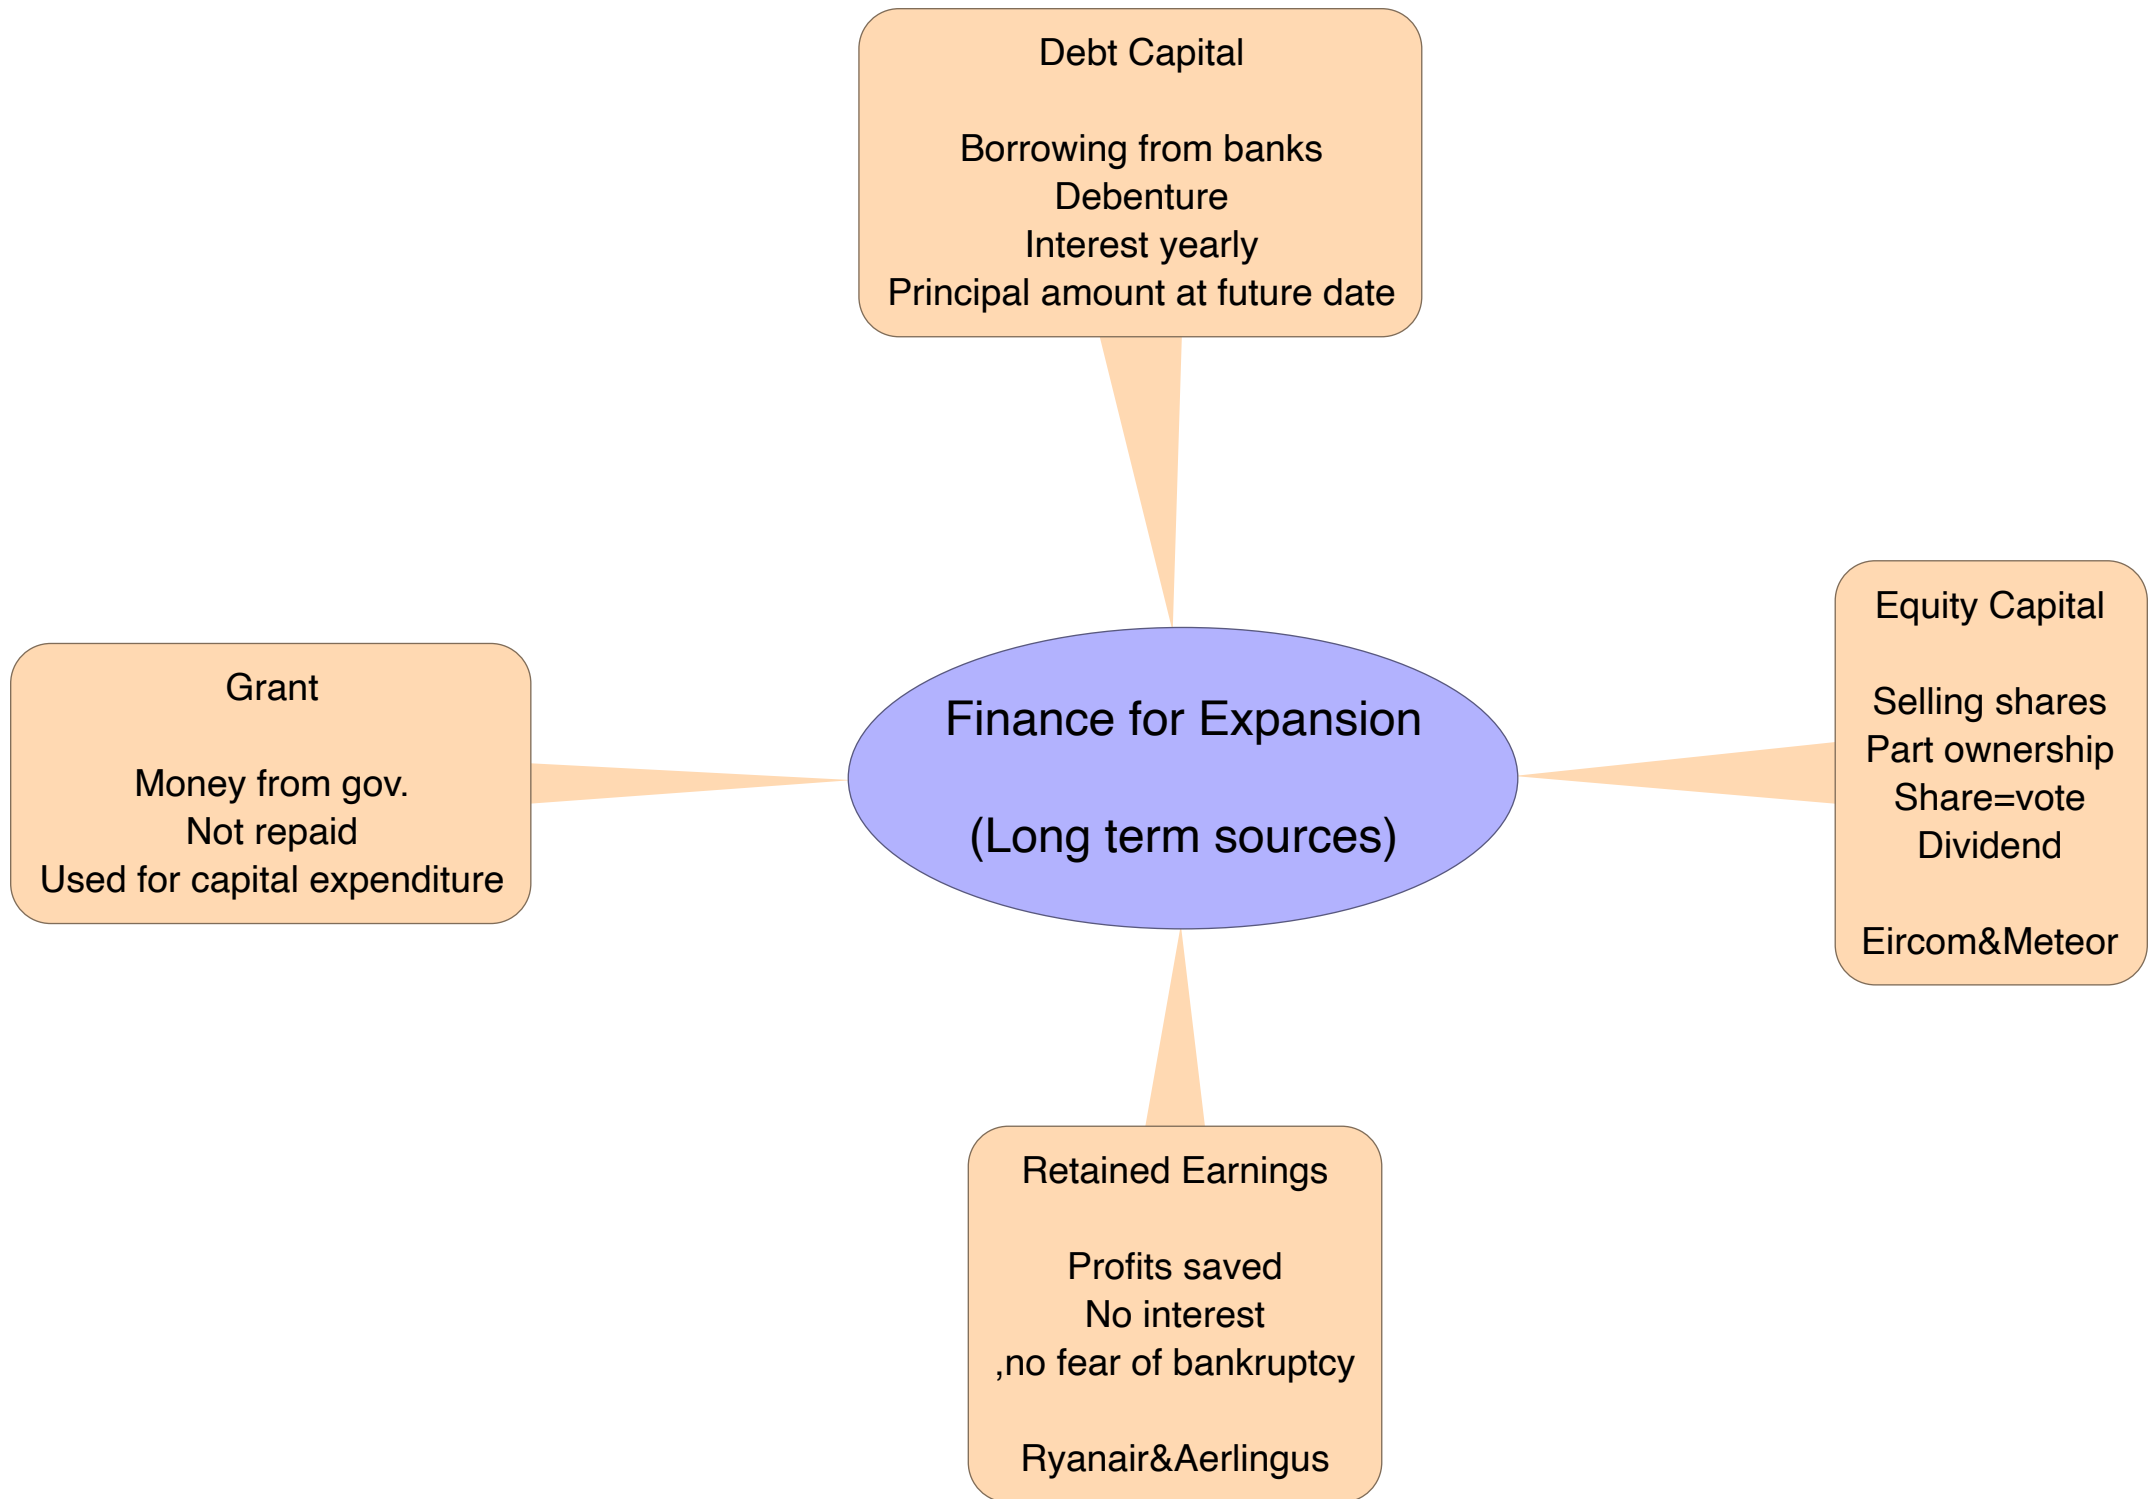 Debt Capital
Borrowing from banks
Debenture
Interest yearly
Principal amount at future date
Grant
Money from gov.
Not repaid
Used for capital expenditure
Finance for Expansion
(Long term sources)
Equity Capital
Selling shares
Part ownership
Share=vote
Dividend
Eircom&Meteor
Retained Earnings
Profits saved
No interest
,no fear of bankruptcy
Ryanair&Aerlingus